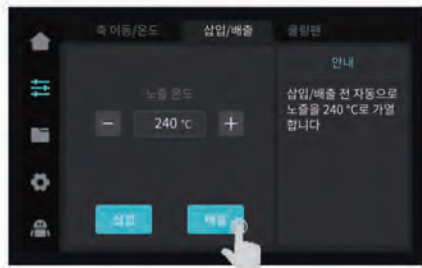 축 이동/온도
삽입/배출
쿨링팬
안내
노즐 온도
삽입/배출 전 자동으로
노즐을 240 °C로 가열
합니다
− 240 °C +
삽입
배출